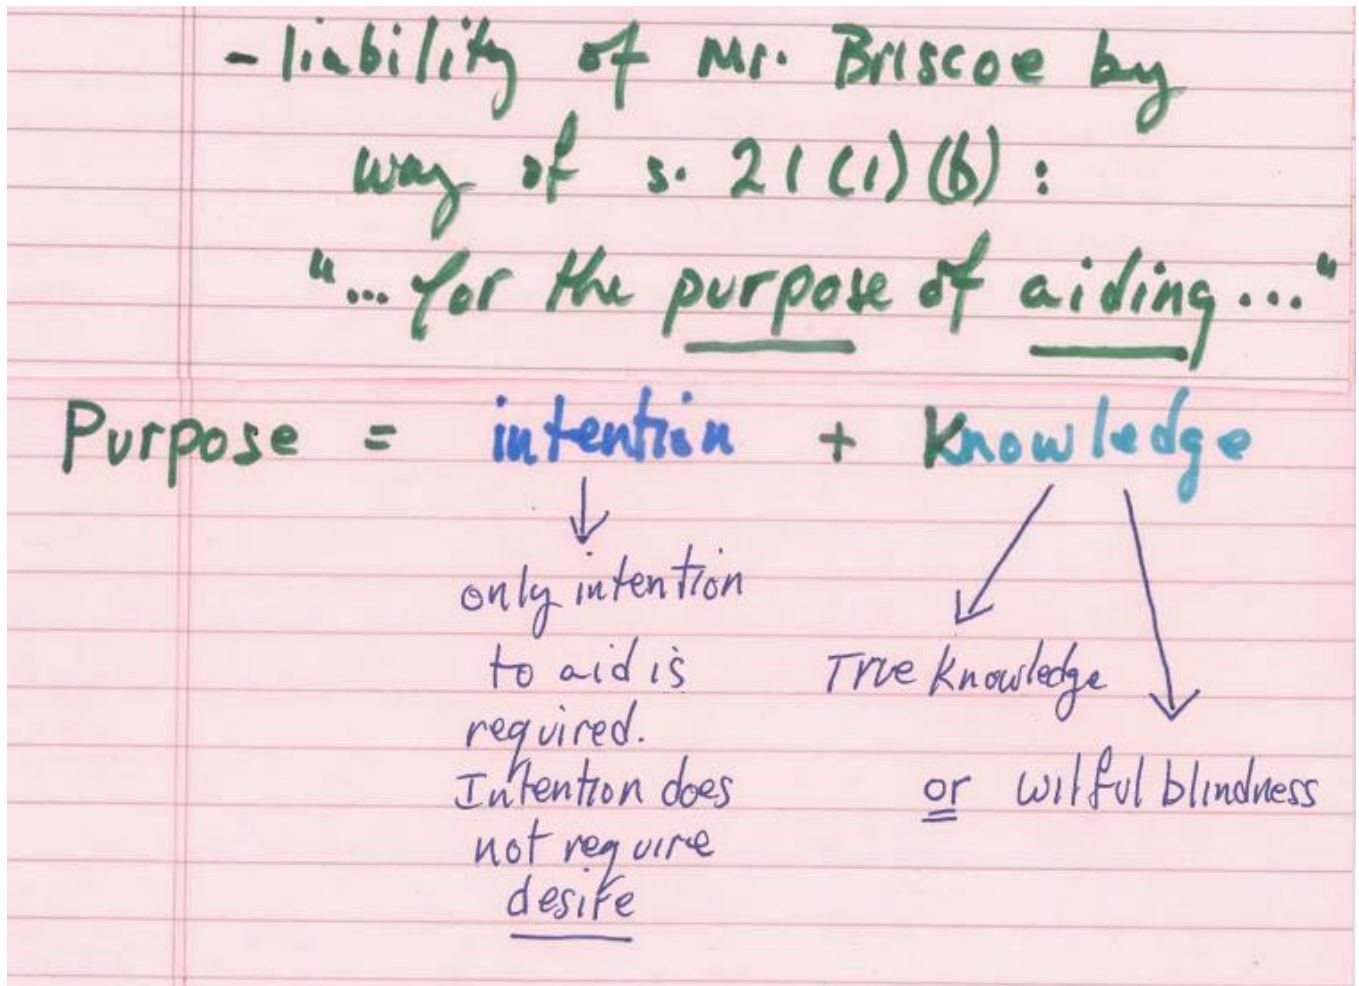 - liability of Mr. Briscoe by
way of s. 21 (1) (b) :
"... for the purpose of aiding ..."
Purpose = intention + Knowledge
only intention
to aid is
required.
Intention does
not require
desire
True Knowledge
or wilful blindness